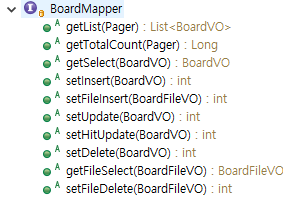 BoardMapper
getList(Pager) : List<BoardVO>
getTotalCount(Pager) : Long
getSelect(BoardVO) : BoardVO
setInsert(BoardVO) : int
setFileInsert(BoardFileVO) : int
setUpdate(BoardVO) : int
setHitUpdate(BoardVO) : int
setDelete(BoardVO) : int
getFileSelect(BoardFileVO) : BoardFileVO
setFileDelete(BoardFileVO) : int